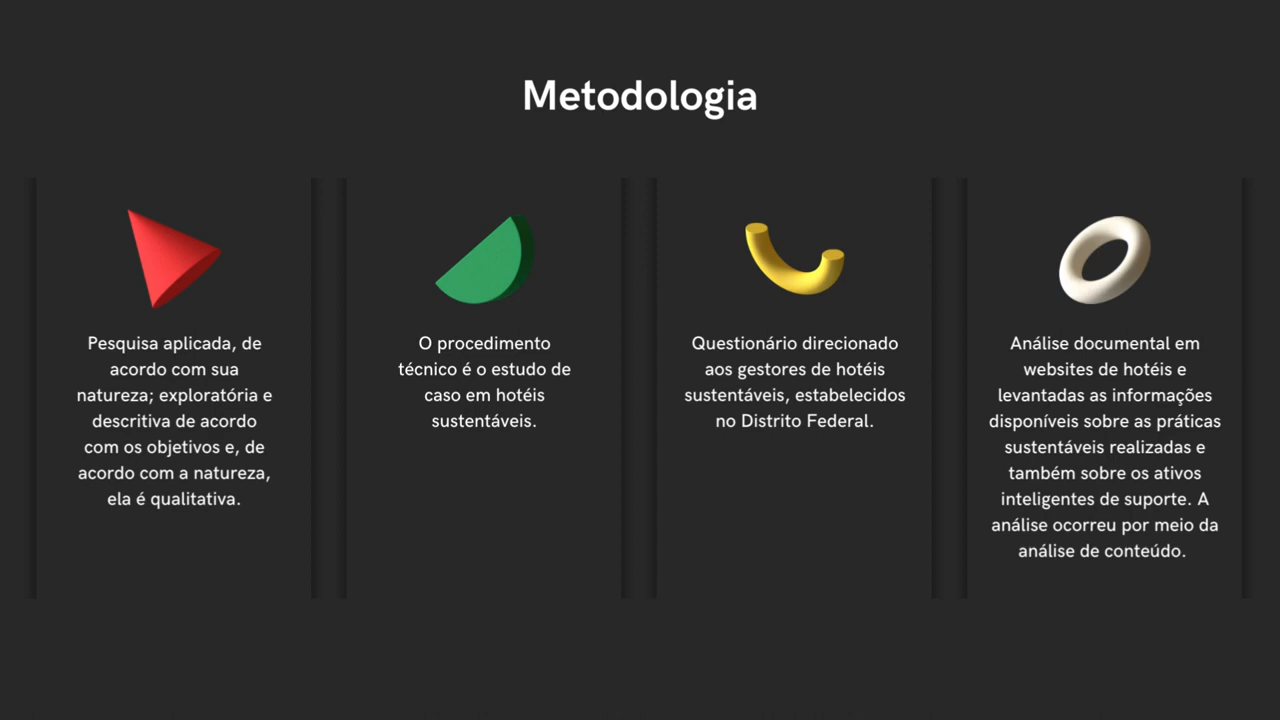 Metodologia
Pesquisa aplicada, de
acordo com sua
natureza; exploratória e
descritiva de acordo
com os objetivos e, de
acordo com a natureza,
ela é qualitativa.
O procedimento
técnico é o estudo de
caso em hotéis
sustentáveis.
Questionário direcionado
aos gestores de hotéis
sustentáveis, estabelecidos
no Distrito Federal.
Análise documental em
websites de hotéis e
levantadas as informações
disponíveis sobre as práticas
sustentáveis realizadas e
também sobre os ativos
inteligentes de suporte. A
análise ocorreu por meio da
análise de conteúdo.